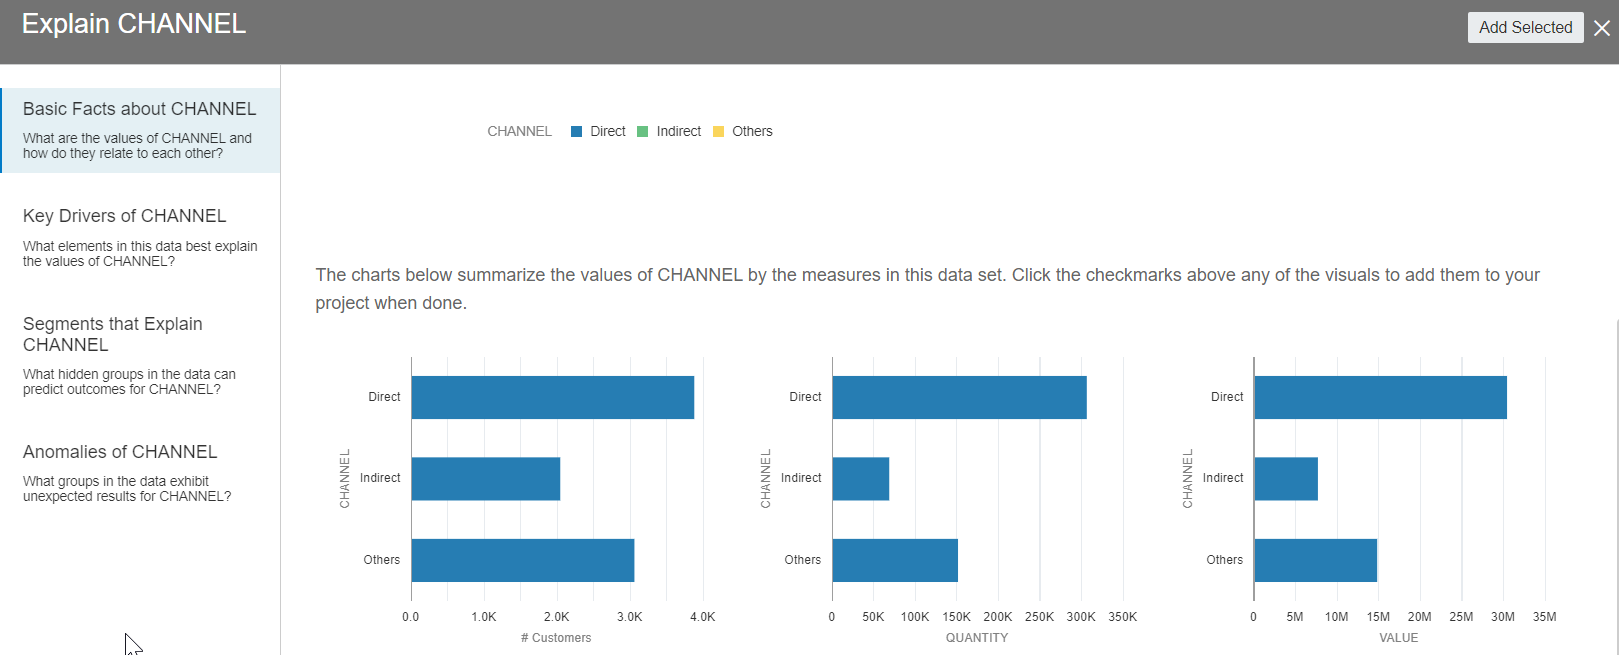 Explain CHANNEL
Add Selected
Basic Facts about CHANNEL
What are the values of CHANNEL and
how do they relate to each other?
Key Drivers of CHANNEL
What elements in this data best explain
the values of CHANNEL?
Segments that Explain
CHANNEL
What hidden groups in the data can
predict outcomes for CHANNEL?
Anomalies of CHANNEL
What groups in the data exhibit
unexpected results for CHANNEL?
CHANNEL Direct Indirect Others
The charts below summarize the values of CHANNEL by the measures in this data set. Click the checkmarks above any of the visuals to add them to your
project when done.
CHANNEL
Direct
Indirect
Others
0.0 1.0K 2.0K 3.0K 4.0K
# Customers
CHANNEL
Direct
Indirect
Others
0 50K 100K 150K 200K 250K 300K 350K
QUANTITY
CHANNEL
Direct
Indirect
Others
0 5M 10M 15M 20M 25M 30M 35M
VALUE